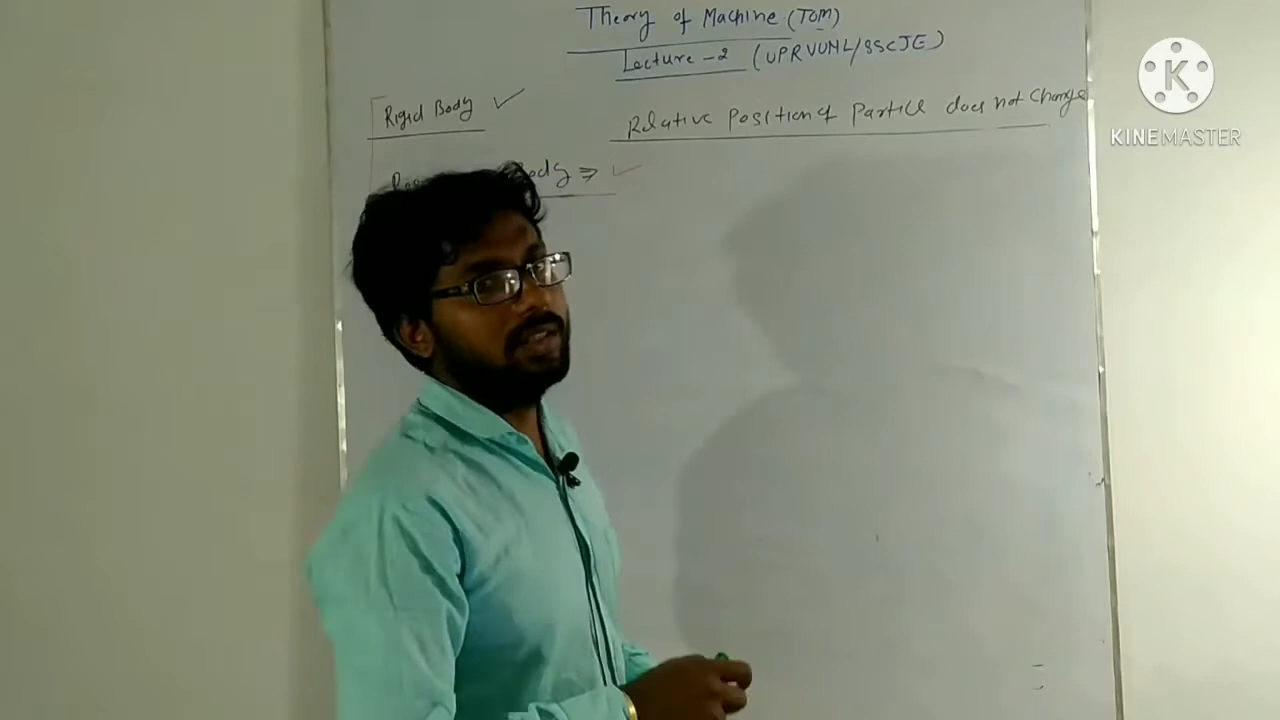 Theory of Machine (TOM)
Lecture-2 (UPRVUNL/SSCJE)
Rigid Body ✓
Relative Position of Particle does not Change
Body ⇒ ✓
K
KINEMASTER